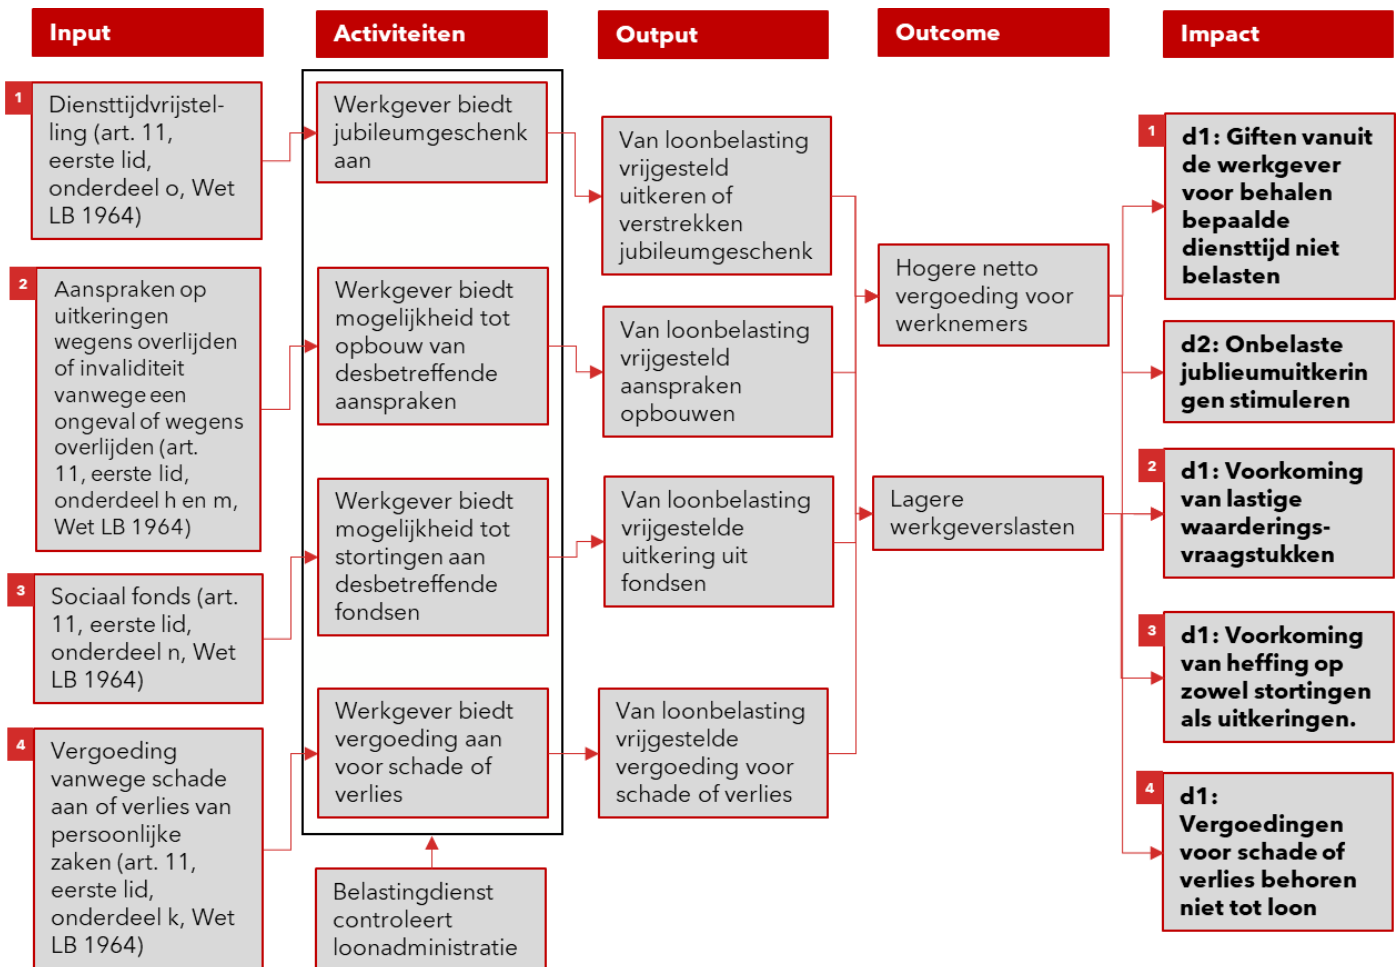 Input
Activiteiten
Output
Outcome
Impact
1
Diensttijdvrijstel-
ling (art. 11,
eerste lid,
onderdeel o, Wet
LB 1964)
2
Aanspraken op
uitkeringen
wegens overlijden
of invaliditeit
vanwege een
ongeval of wegens
overlijden (art.
11, eerste lid,
onderdeel h en m,
Wet LB 1964)
3
Sociaal fonds (art.
11, eerste lid,
onderdeel n, Wet
LB 1964)
4
Vergoeding
vanwege schade
aan of verlies van
persoonlijke
zaken (art. 11,
eerste lid,
onderdeel k, Wet
LB 1964)
Werkgever biedt
jubileumgeschenk
aan
Werkgever biedt
mogelijkheid tot
opbouw van
desbetreffende
aanspraken
Werkgever biedt
mogelijkheid tot
stortingen aan
desbetreffende
fondsen
Werkgever biedt
vergoeding aan
voor schade of
verlies
Belastingdienst
controleert
loonadministratie
Van loonbelasting
vrijgesteld
uitkeren of
verstrekken
jubileumgeschenk
Van loonbelasting
vrijgesteld
aanspraken
opbouwen
Van loonbelasting
vrijgestelde
uitkering uit
fondsen
Van loonbelasting
vrijgestelde
vergoeding voor
schade of verlies
Hogere netto
vergoeding voor
werknemers
Lagere
werkgeverslasten
1
d1: Giften vanuit
de werkgever
voor behalen
bepaalde
diensttijd niet
belasten
d2: Onbelaste
jublieumuitkerin
gen stimuleren
2
d1: Voorkoming
van lastige
waarderings-
vraagstukken
3
d1: Voorkoming
van heffing op
zowel stortingen
als uitkeringen.
4
d1:
Vergoedingen
voor schade of
verlies behoren
niet tot loon